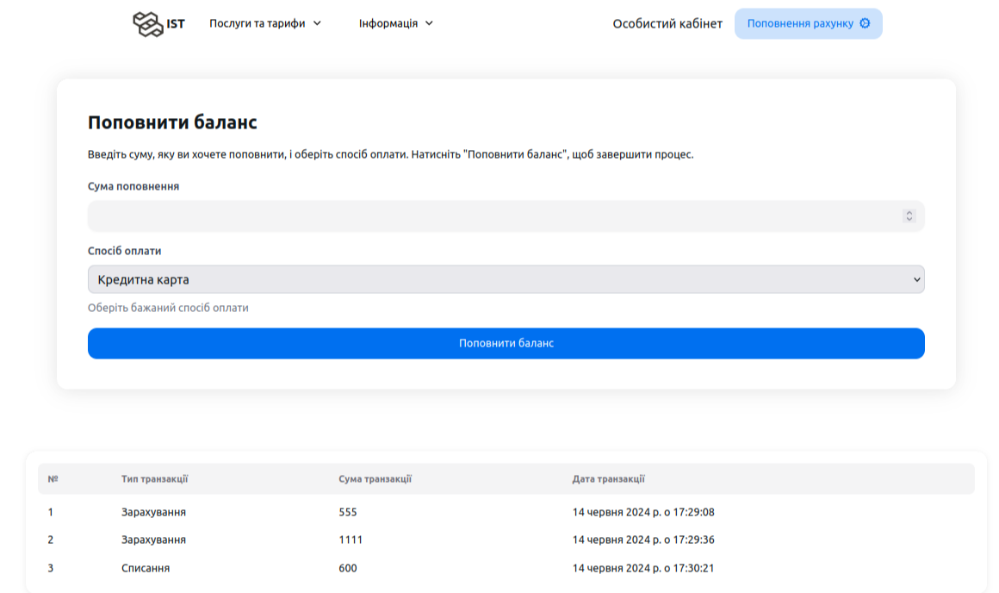 IST Послуги та тарифи Інформація Особистий кабінет Поповнення рахунку
Поповнити баланс
Введіть суму, яку ви хочете поповнити, і оберіть спосіб оплати. Натисніть "Поповнити баланс", щоб завершити процес.
Сума поповнення
Спосіб оплати
Кредитна карта
Оберіть бажаний спосіб оплати
Поповнити баланс
№ Тип транзакції Сума транзакції Дата транзакції
1 Зарахування 555 14 червня 2024 р. о 17:29:08
2 Зарахування 1111 14 червня 2024 р. о 17:29:36
3 Списання 600 14 червня 2024 р. о 17:30:21